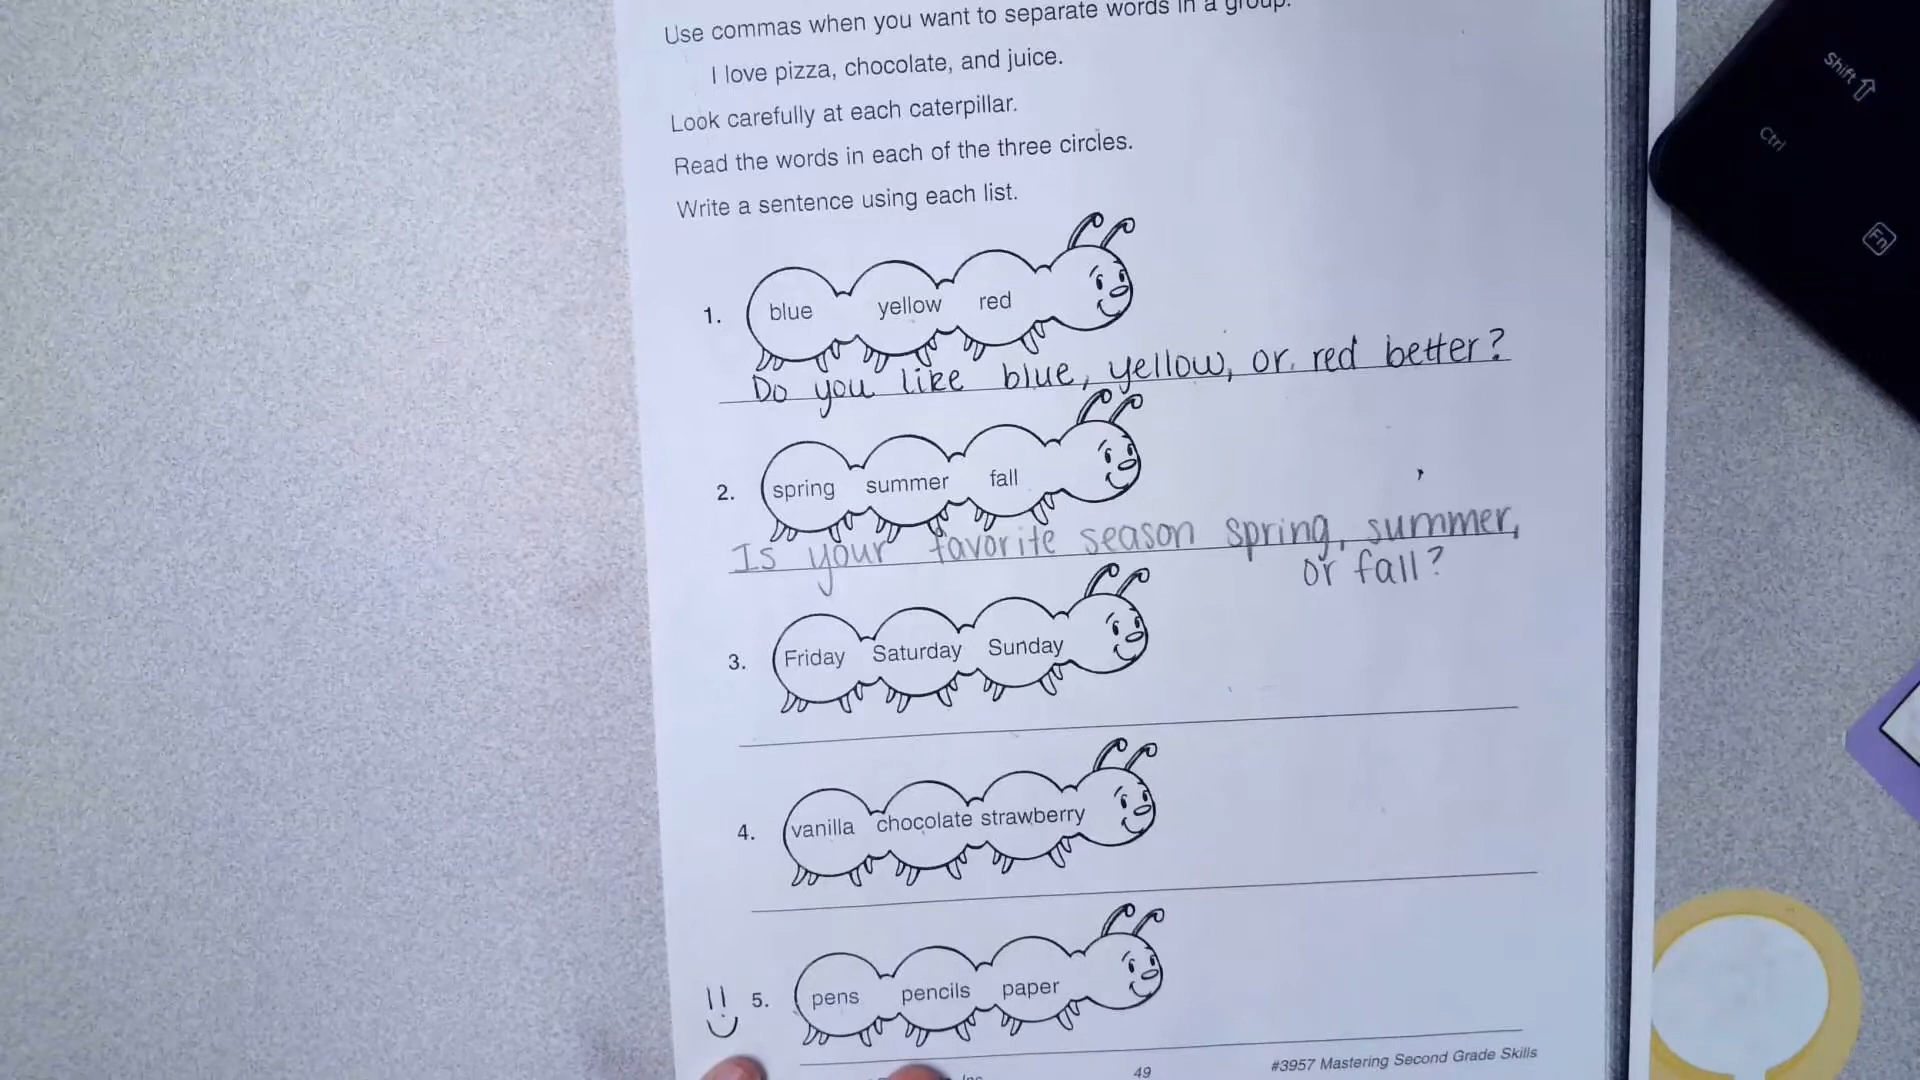 Use commas when you want to separate words in a group.
I love pizza, chocolate, and juice.
Look carefully at each caterpillar.
Read the words in each of the three circles.
Write a sentence using each list.
1. blue yellow red
Do you like blue, yellow, or red better?
2. spring summer fall
Is your favorite season spring, summer,
or fall?
3. Friday Saturday Sunday
4. vanilla chocolate strawberry
5. pens pencils paper
Inc
49
#3957 Mastering Second Grade Skills
Shift
Ctrl
Fn